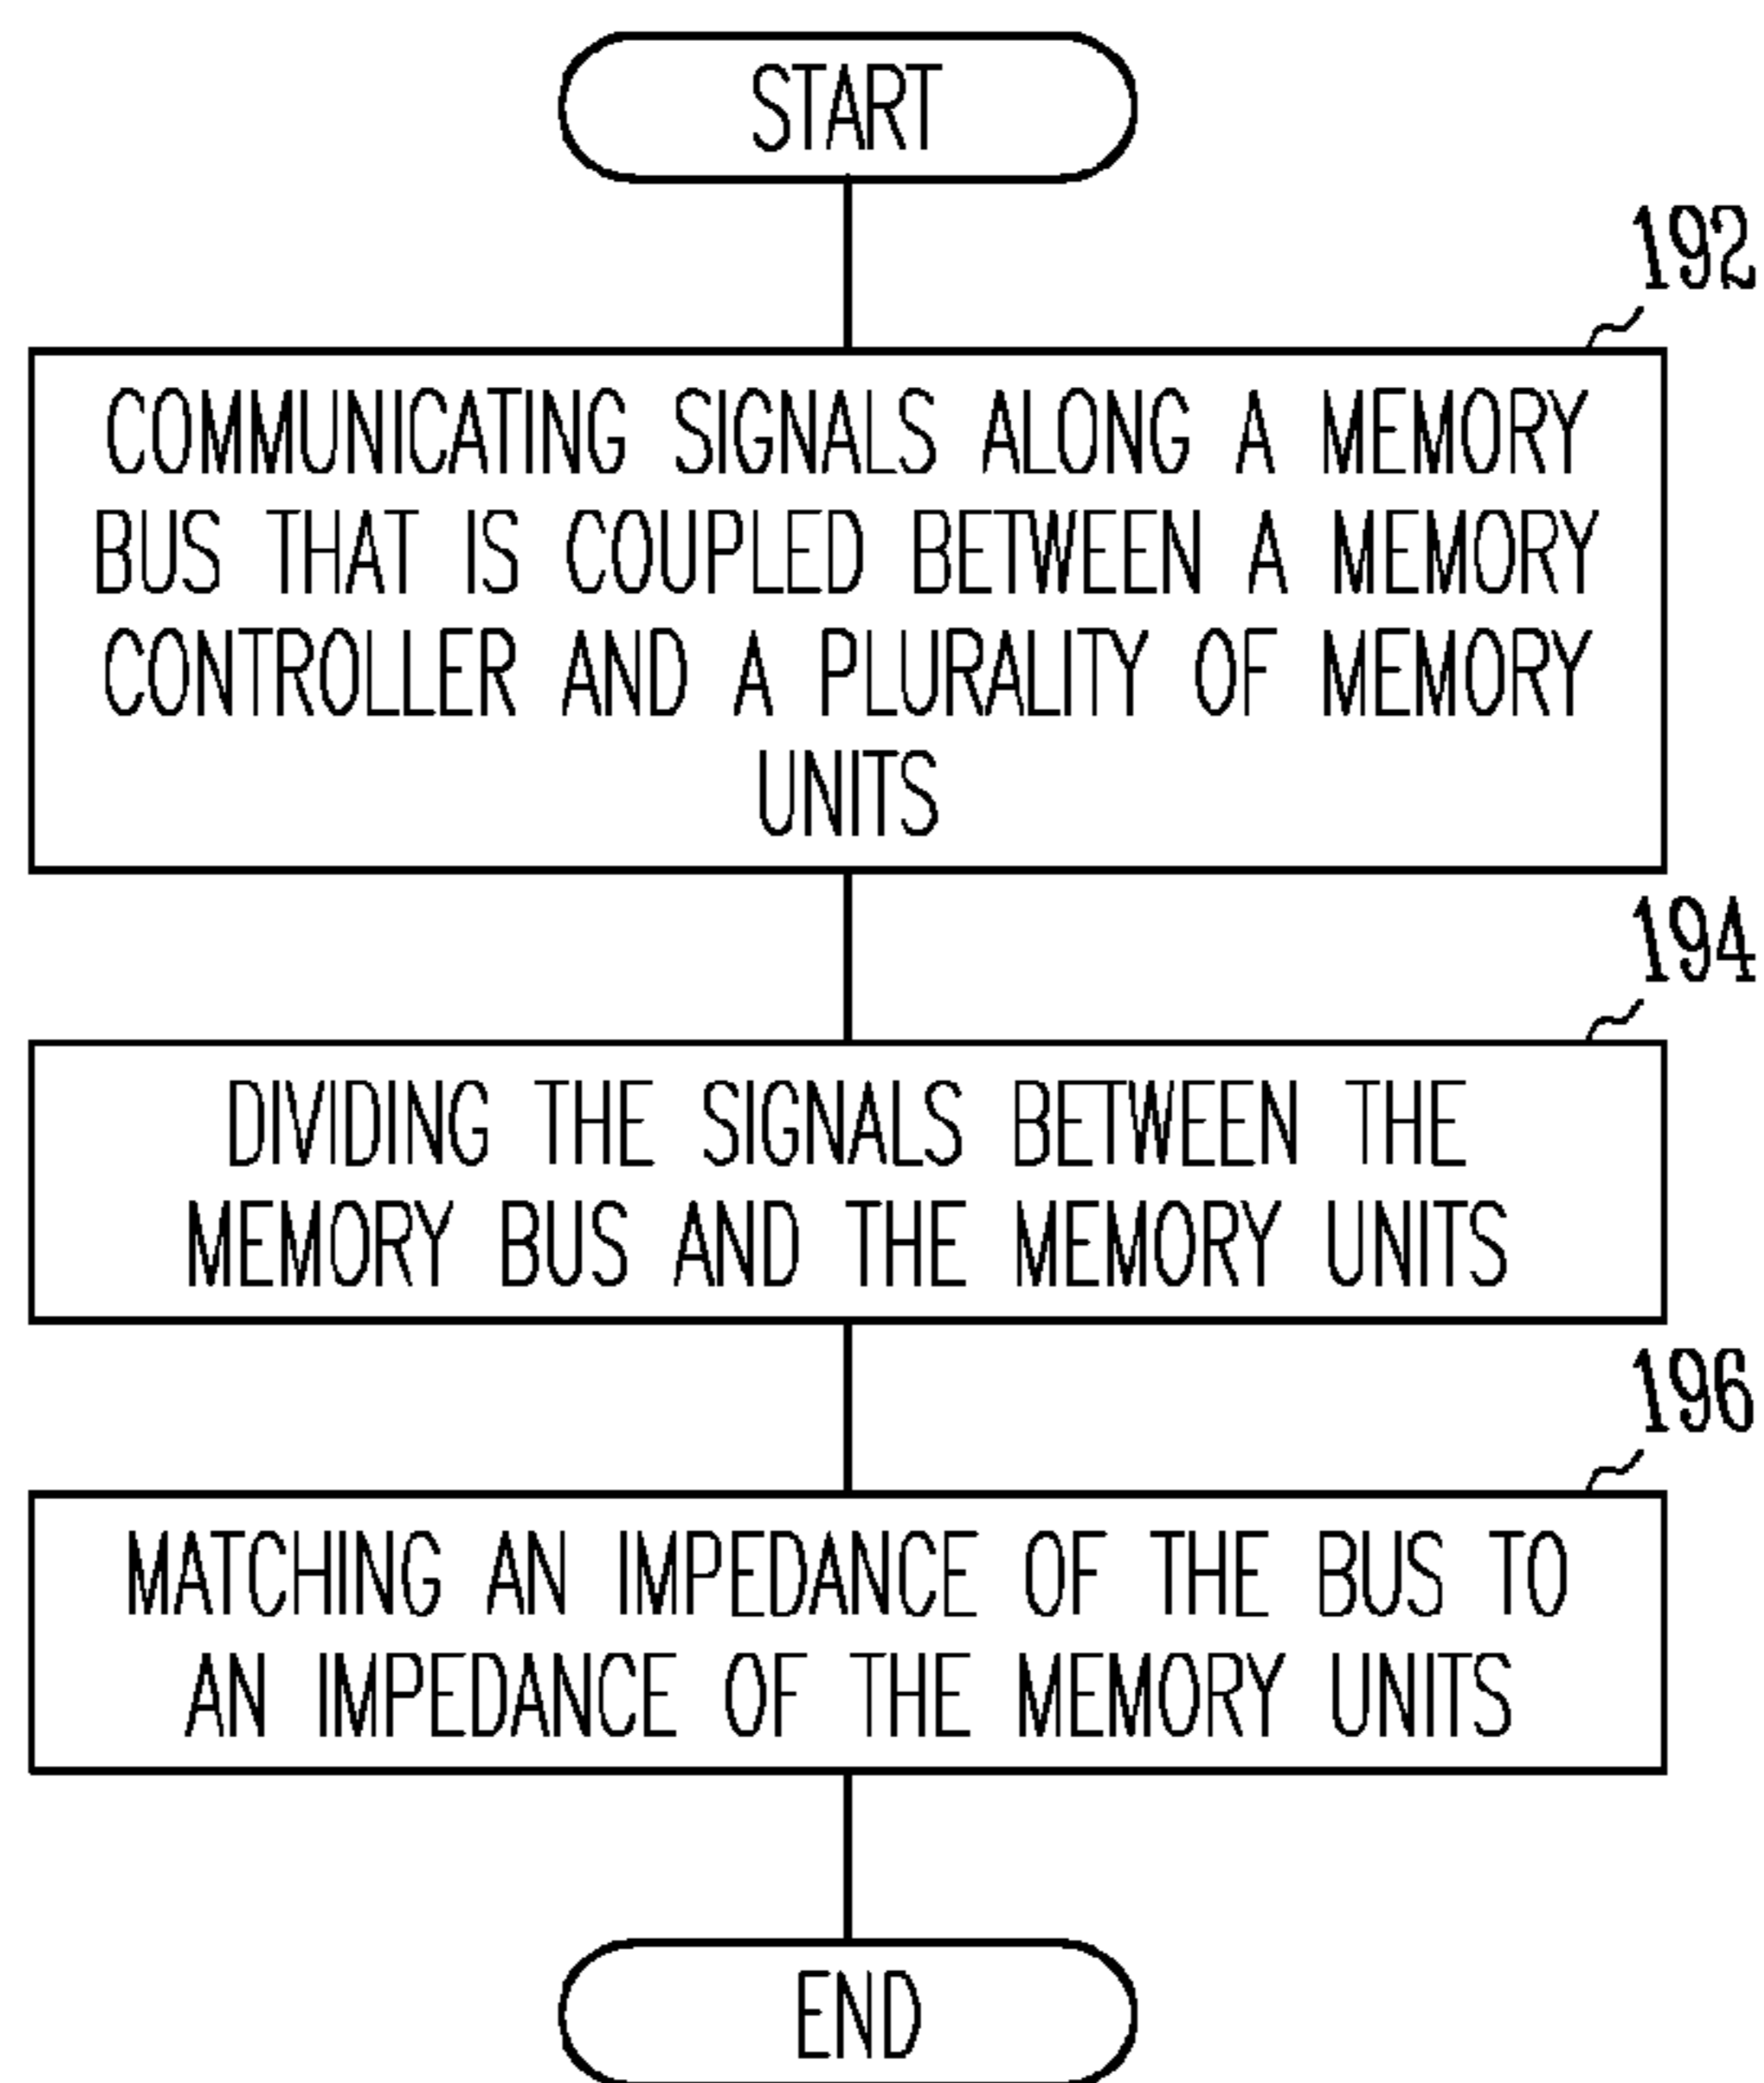 START
192
COMMUNICATING SIGNALS ALONG A MEMORY
BUS THAT IS COUPLED BETWEEN A MEMORY
CONTROLLER AND A PLURALITY OF MEMORY
UNITS
194
DIVIDING THE SIGNALS BETWEEN THE
MEMORY BUS AND THE MEMORY UNITS
196
MATCHING AN IMPEDANCE OF THE BUS TO
AN IMPEDANCE OF THE MEMORY UNITS
END